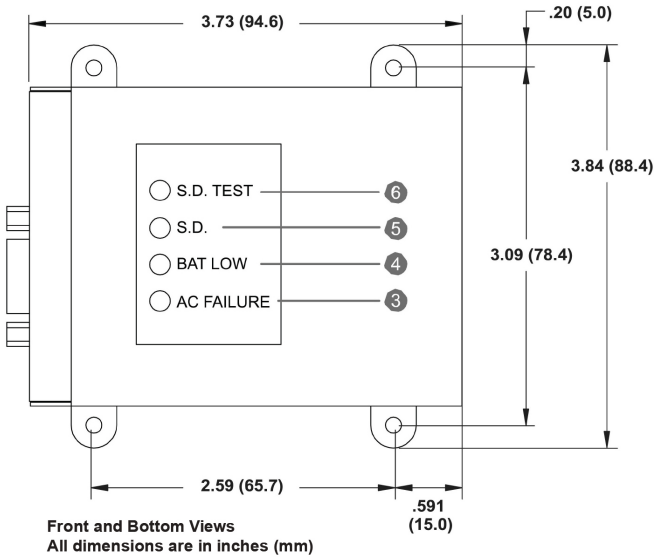 3.73 (94.6)
.20 (5.0)
3.84 (88.4)
S.D. TEST
6
S.D.
5
3.09 (78.4)
BAT LOW
4
AC FAILURE
3
2.59 (65.7)
.591
(15.0)
Front and Bottom Views
All dimensions are in inches (mm)